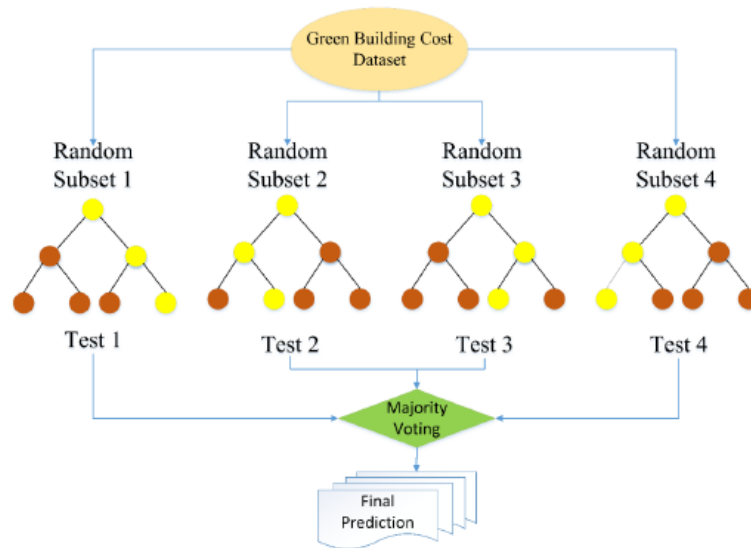 Green Building Cost
Dataset
Random
Subset 1
Random
Subset 2
Random
Subset 3
Random
Subset 4
Test 1
Test 2
Test 3
Test 4
Majority
Voting
Final
Prediction